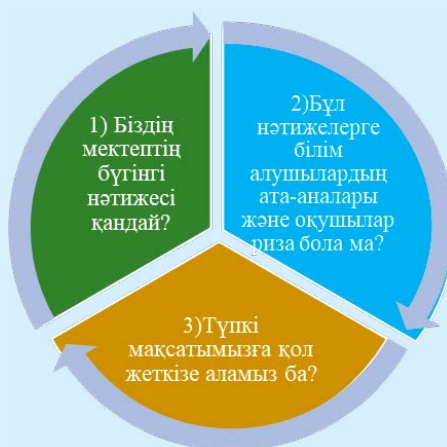 1) Біздің
мектептің
бүгінгі
нәтижесі
қандай?
2)Бұл
нәтижелерге
білім
алушылардың
ата-аналары
және оқушылар
риза бола ма?
3)Түпкі
мақсатымызға қол
жеткізе аламыз ба?